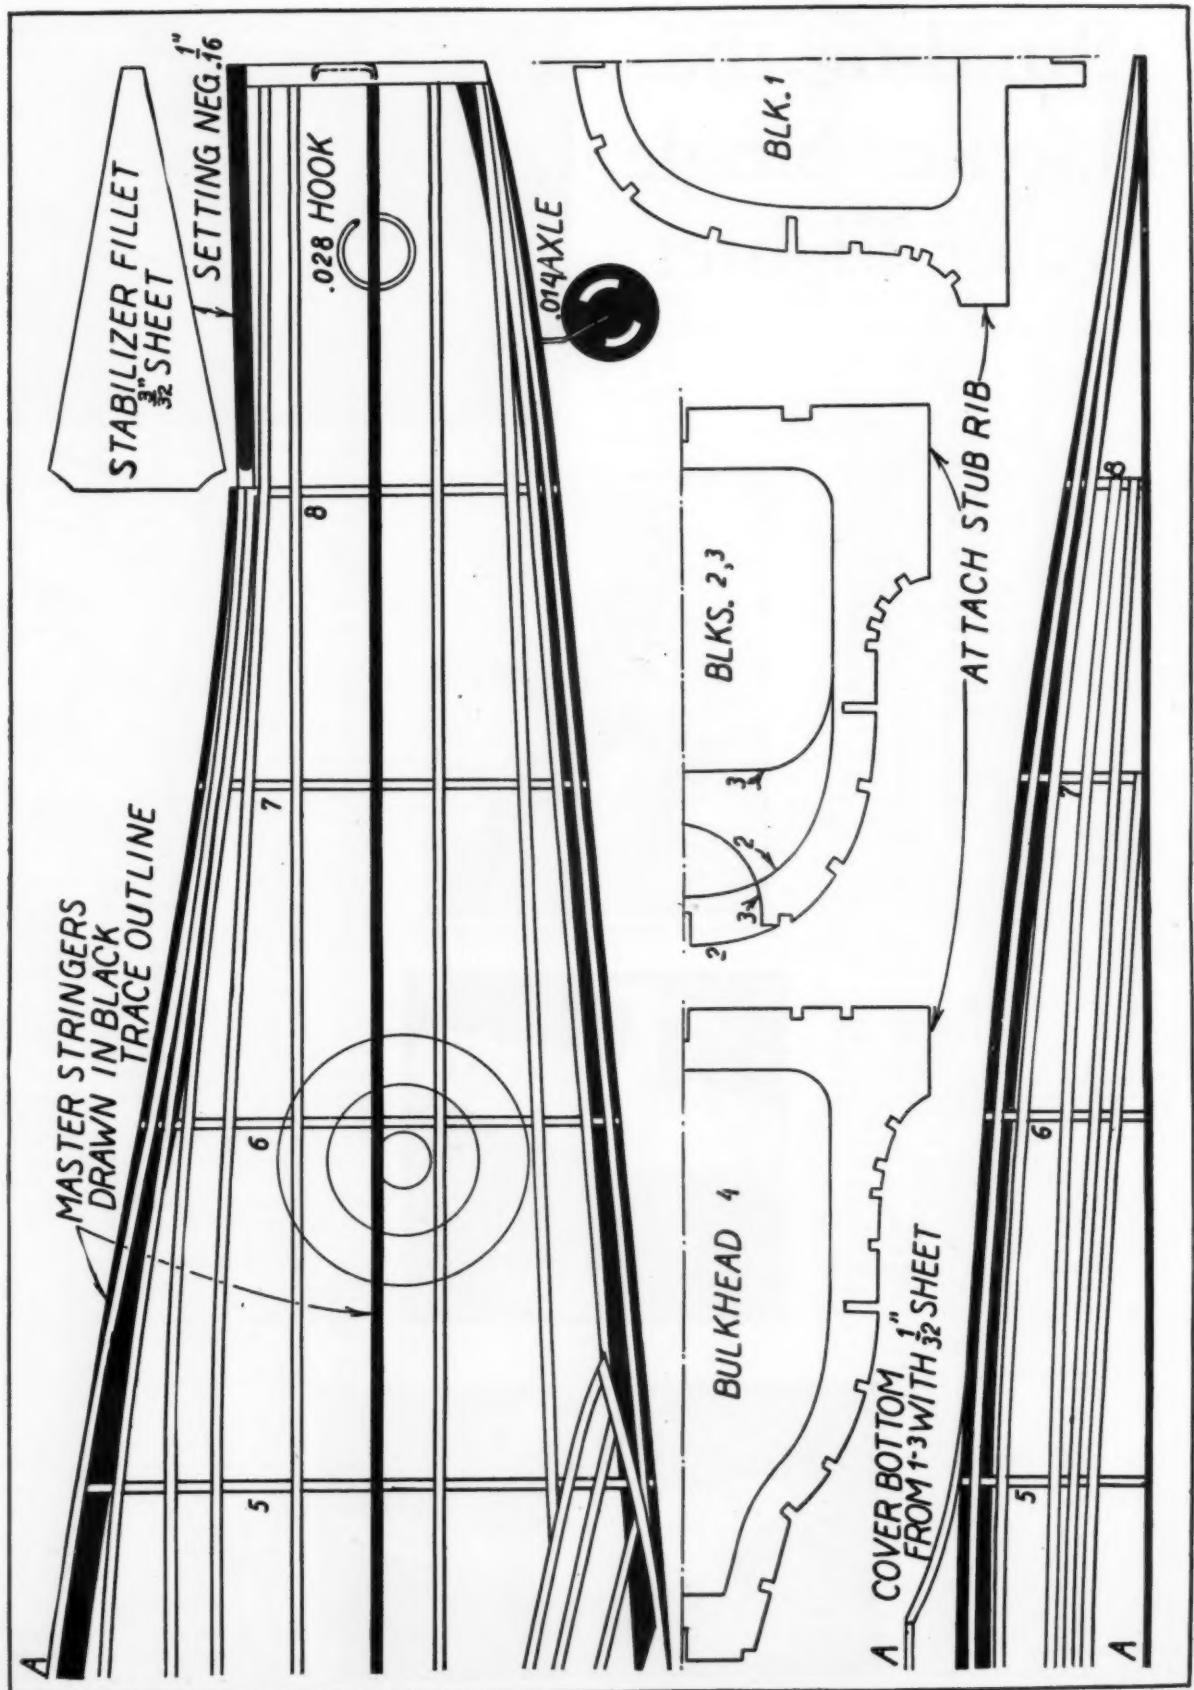 STABILIZER FILLET
3/32" SHEET
SETTING NEG. 1/16"
.028 HOOK
.014 AXLE
MASTER STRINGERS
DRAWN IN BLACK
TRACE OUTLINE
A
5
6
7
8
BLK. 1
BLKS. 2,3
3
2
3
2
BULKHEAD 4
ATTACH STUB RIB
COVER BOTTOM
FROM 1-3 WITH 1/32" SHEET
A
A
5
6
7
8